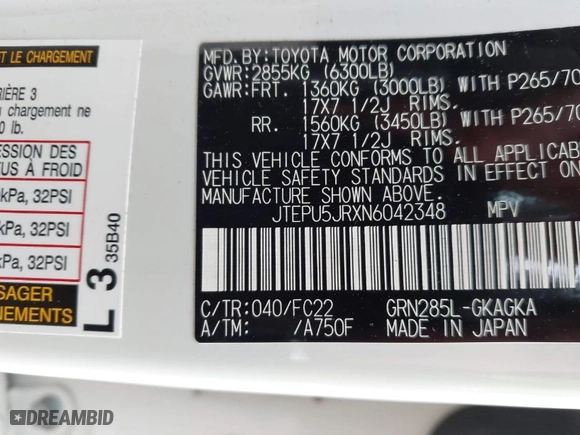 T LE CHARGEMENT
IÈRE 3
chargement ne
0 lb.
ESSION DES
US À FROID
kPa, 32PSI
kPa, 32PSI
kPa, 32PSI
SAGER
NEMENTS
L 3 35B40
MFD. BY: TOYOTA MOTOR CORPORATION
GVWR: 2855KG (6300LB)
GAWR: FRT. 1360KG (3000LB) WITH P265/70
17X7 1/2J RIMS.
RR. 1560KG (3450LB) WITH P265/70
17X7 1/2J RIMS.
THIS VEHICLE CONFORMS TO ALL APPLICABL
VEHICLE SAFETY STANDARDS IN EFFECT ON
MANUFACTURE SHOWN ABOVE.
JTEPU5JRXN6042348 MPV
C/TR: 040/FC22 GRN285L-GKAGKA
A/TM: /A750F MADE IN JAPAN
DREAMBID